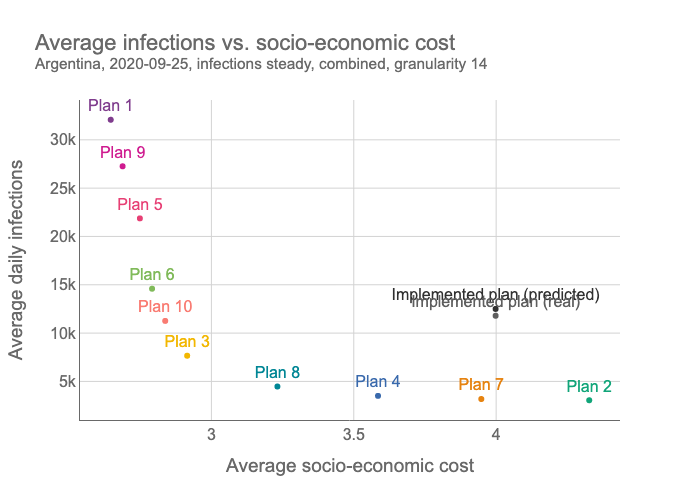 Average infections vs. socio-economic cost
Argentina, 2020-09-25, infections steady, combined, granularity 14
Plan 1
30k
Plan 9
25k
Plan 5
20k
Plan 6
15k
Implemented plan (predicted)
Implemented plan (real)
Plan 10
10k
Plan 3
Plan 8
Plan 4
Plan 7
Plan 2
5k
3
3.5
4
Average daily infections
Average socio-economic cost